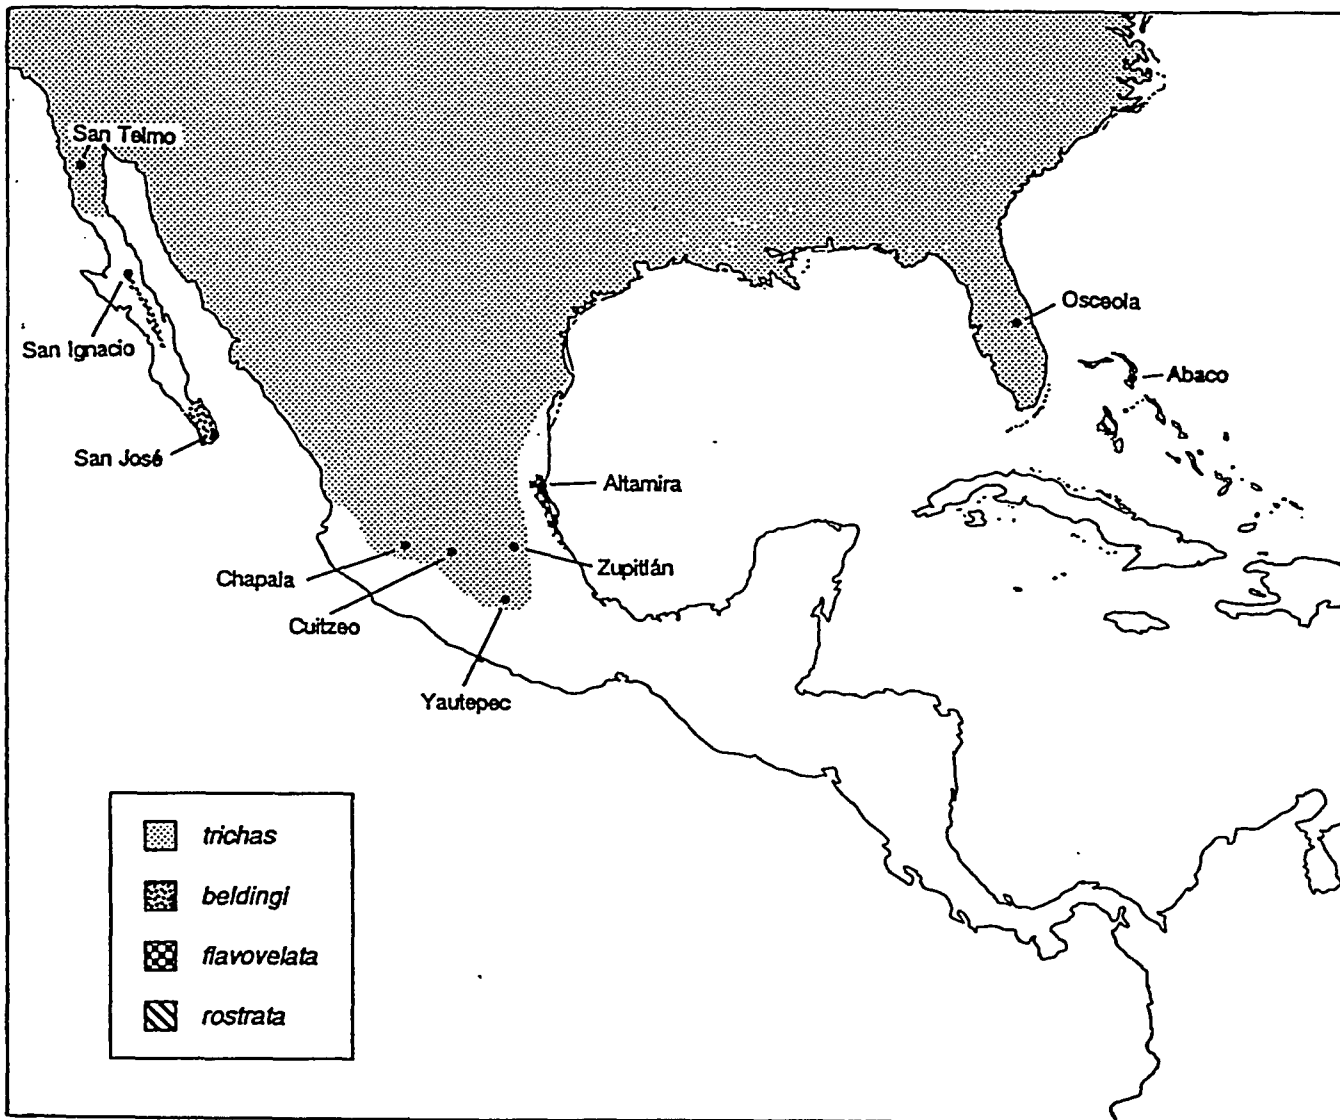 San Telmo
Osceola
San Ignacio
Abaco
San José
Altamira
Zupitlán
Chapala
Cuitzeo
Yautepec
trichas
beldingi
flavovelata
rostrata